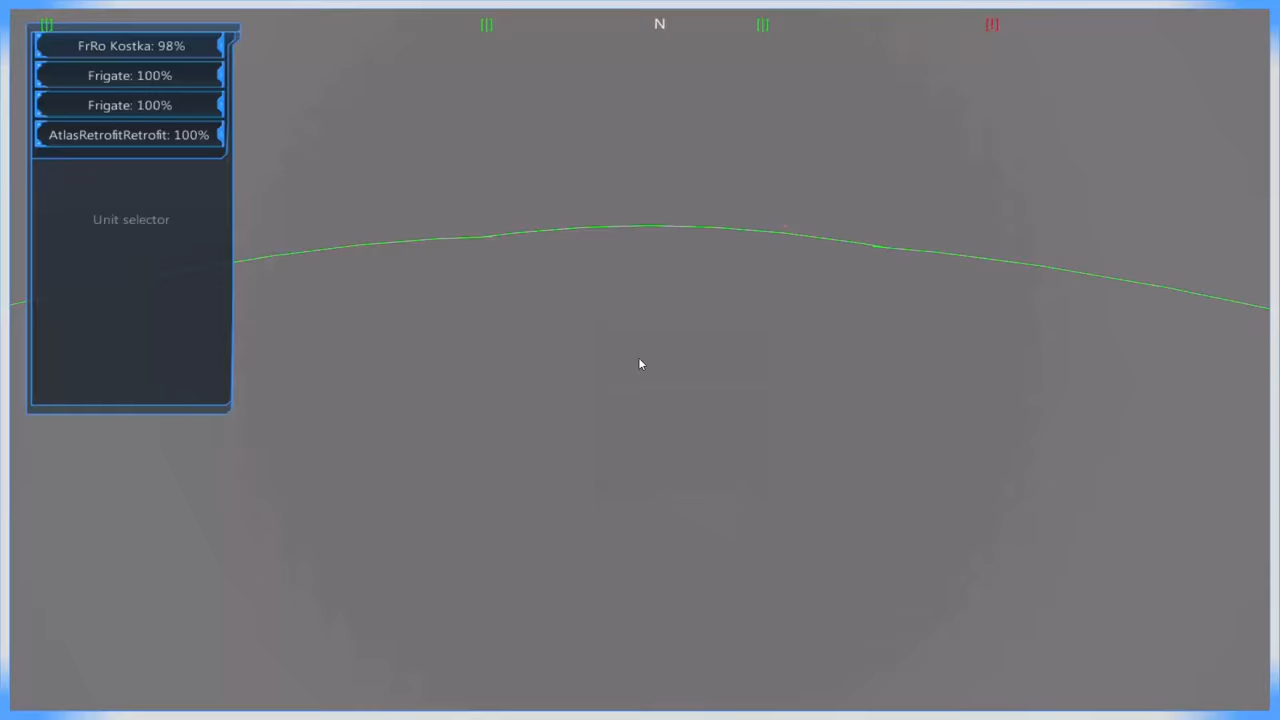 N
FrRo Kostka: 98%
Frigate: 100%
Frigate: 100%
AtlasRetrofitRetrofit: 100%
Unit selector